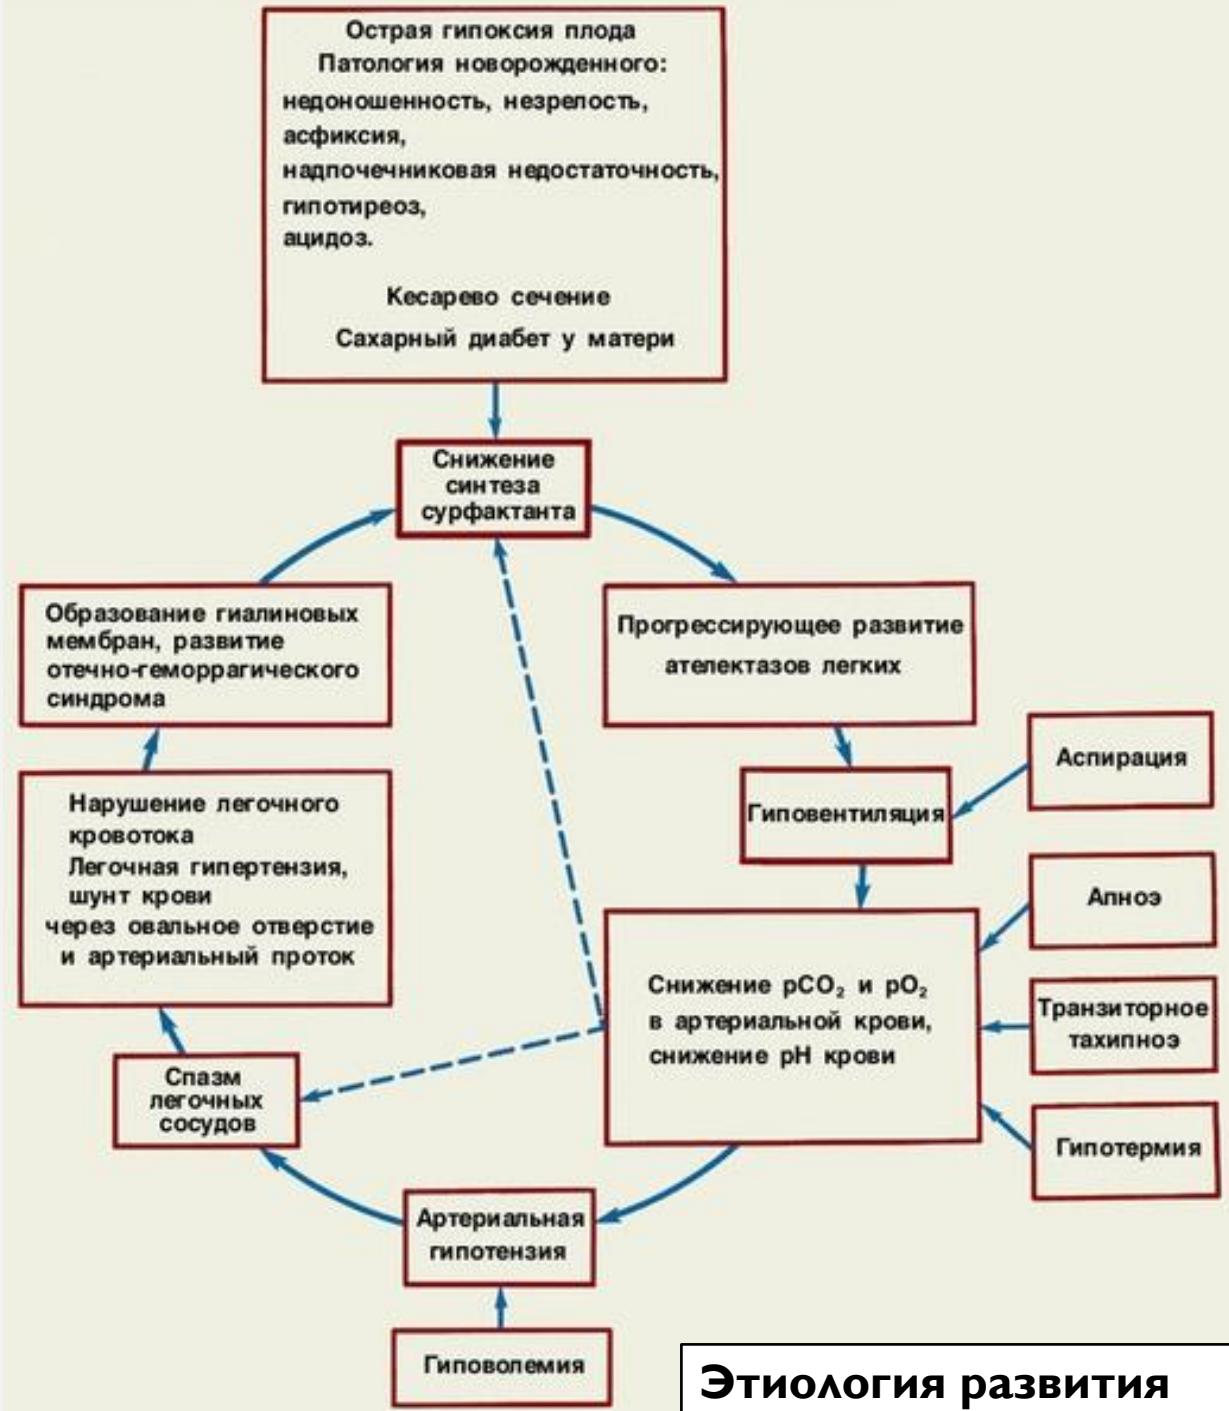 Острая гипоксия плода
Патология новорожденного:
недоношенность, незрелость,
асфиксия,
надпочечниковая недостаточность,
гипотиреоз,
ацидоз.
Кесарево сечение
Сахарный диабет у матери
Снижение
синтеза
сурфактанта
Образование гиалиновых
мембран, развитие
отечно-геморрагического
синдрома
Прогрессирующее развитие
ателектазов легких
Аспирация
Гиповентиляция
Нарушение легочного
кровотока
Легочная гипертензия,
шунт крови
через овальное отверстие
и артериальный проток
Апноэ
Снижение pCO₂ и pO₂
в артериальной крови,
снижение pH крови
Транзиторное
тахипноэ
Спазм
легочных
сосудов
Гипотермия
Артериальная
гипотензия
Гиповолемия
Этиология развития